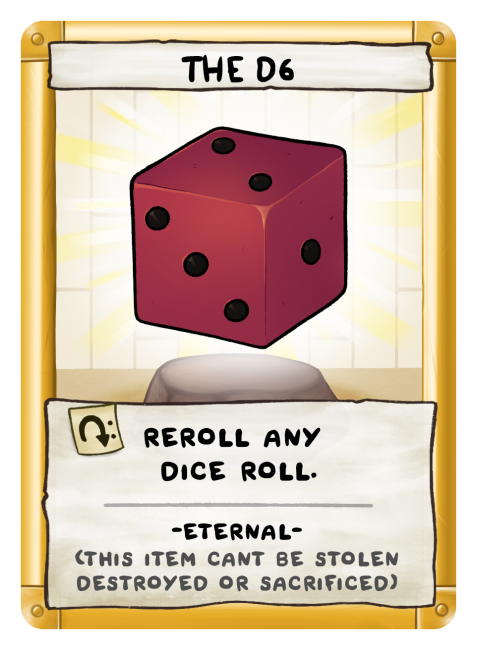 THE D6
REROLL ANY
DICE ROLL.
-ETERNAL-
(THIS ITEM CANT BE STOLEN
DESTROYED OR SACRIFICED)